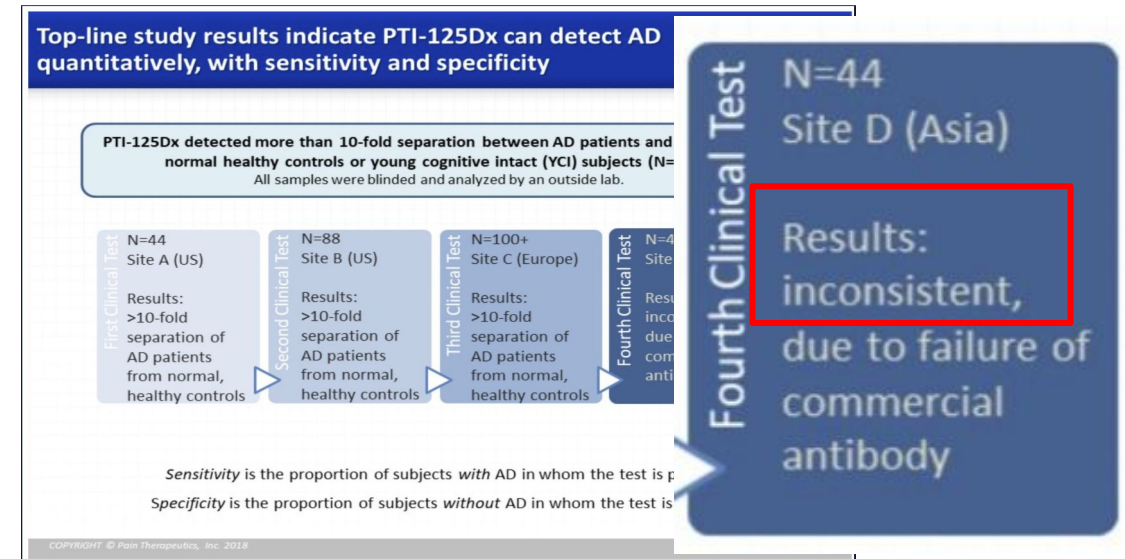 Top-line study results indicate PTI-125Dx can detect AD
quantitatively, with sensitivity and specificity
PTI-125Dx detected more than 10-fold separation between AD patients and
normal healthy controls or young cognitive intact (YCI) subjects (N=
All samples were blinded and analyzed by an outside lab.
First Clinical Test
N=44
Site A (US)
Results:
>10-fold
separation of
AD patients
from normal,
healthy controls
Second Clinical Test
N=88
Site B (US)
Results:
>10-fold
separation of
AD patients
from normal,
healthy controls
Third Clinical Test
N=100+
Site C (Europe)
Results:
>10-fold
separation of
AD patients
from normal,
healthy controls
Fourth Clinical Test
N=4
Site
Resu
inco
due
com
anti
Fourth Clinical Test
N=44
Site D (Asia)
Results:
inconsistent,
due to failure of
commercial
antibody
Sensitivity is the proportion of subjects with AD in whom the test is p
Specificity is the proportion of subjects without AD in whom the test is
COPYRIGHT © Pain Therapeutics, Inc. 2018